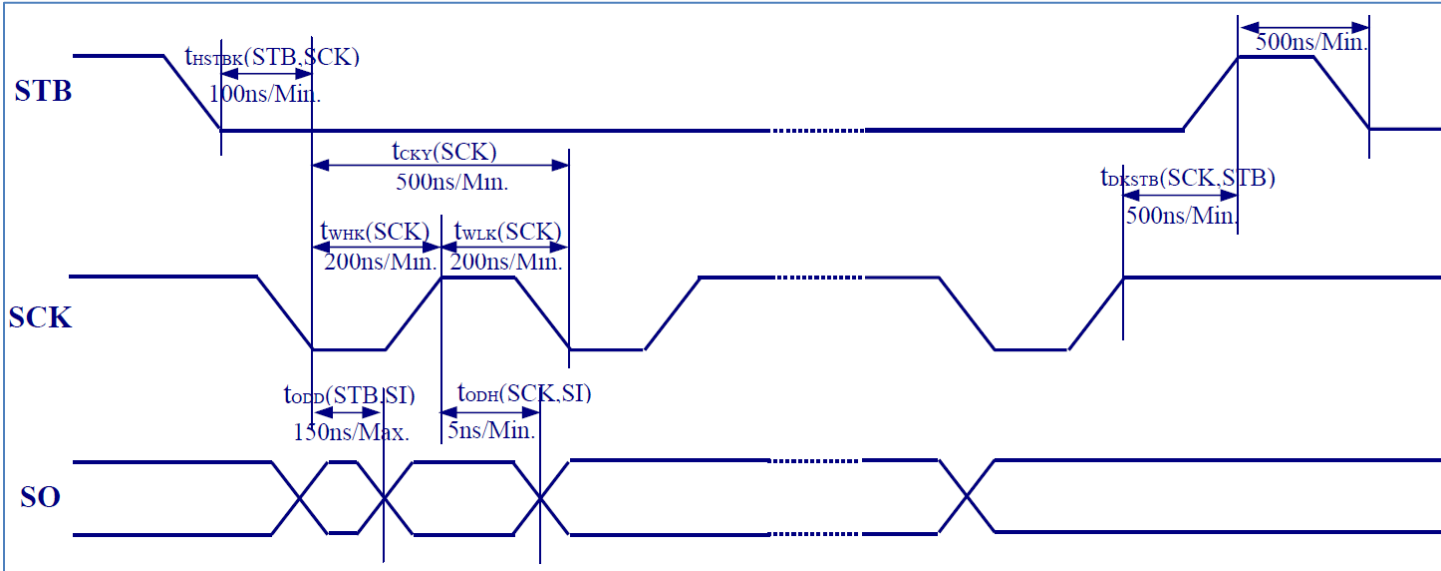 500ns/Min.
tHSTBK(STB,SCK)
100ns/Min.
STB
tCKY(SCK)
500ns/Min.
tDKSTB(SCK,STB)
500ns/Min.
tWHK(SCK)
tWLK(SCK)
200ns/Min.
200ns/Min.
SCK
tODD(STB,SI)
tODH(SCK,SI)
150ns/Max.
5ns/Min.
SO